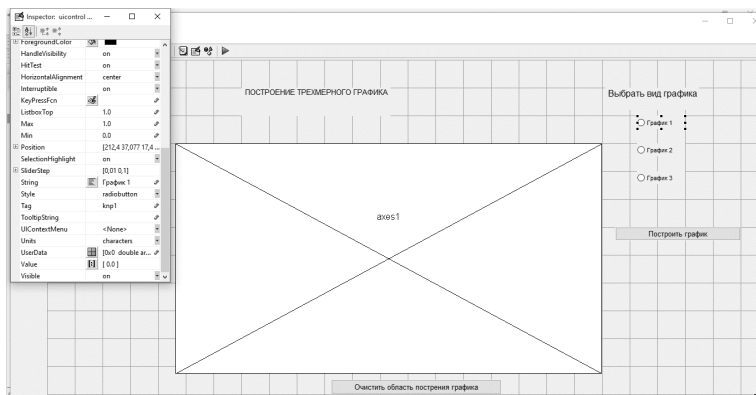 Inspector: uicontrol ...
ForegroundColor
HandleVisibility on
HitTest on
HorizontalAlignment center
Interruptible on
KeyPressFcn
ListboxTop 1.0
Max 1.0
Min 0.0
Position [212,4 37,077 17,4 ...
SelectionHighlight on
SliderStep [0,01 0,1]
String График 1
Style radiobutton
Tag knp1
TooltipString
UIContextMenu <None>
Units characters
UserData [0x0 double ar...
Value [ 0.0 ]
Visible on
ПОСТРОЕНИЕ ТРЕХМЕРНОГО ГРАФИКА
axes1
Очистить область пострения графика
Выбрать вид графика
График 1
График 2
График 3
Построить график